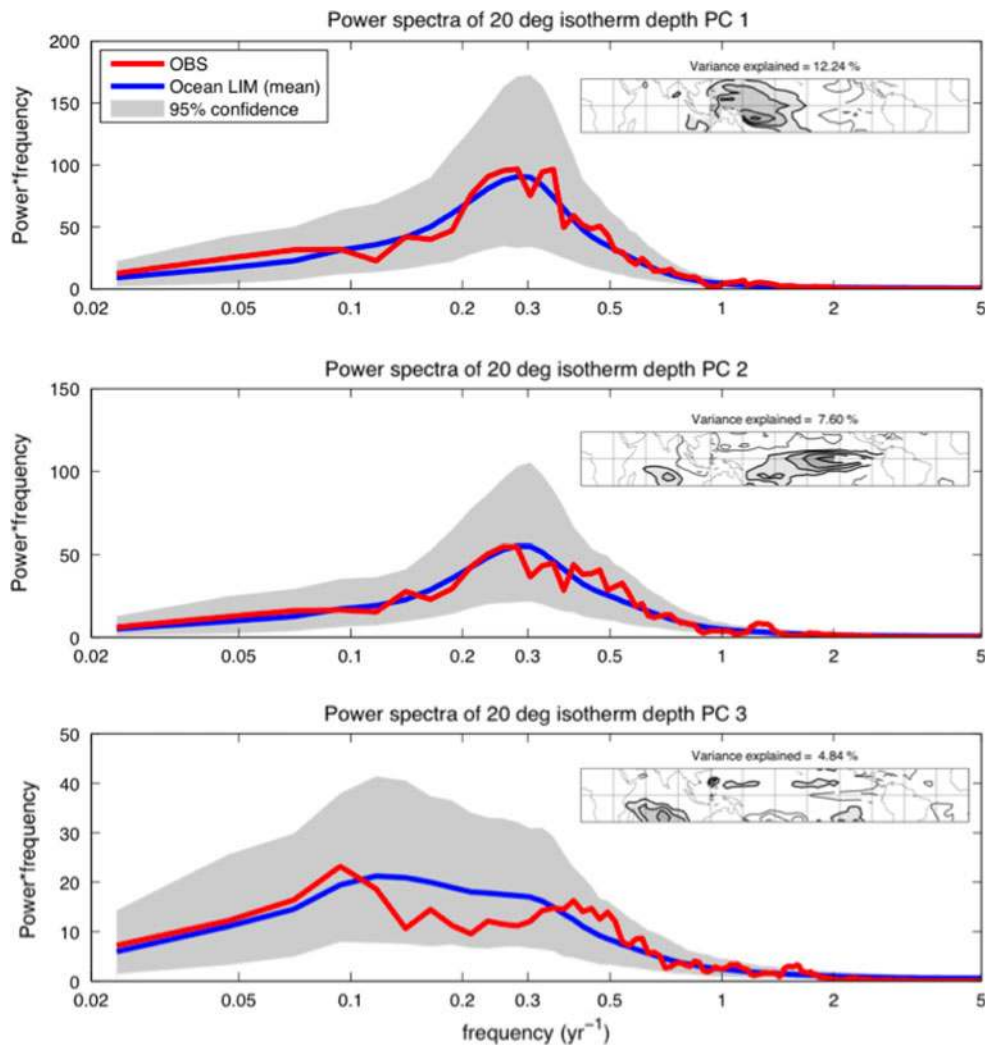 Power spectra of 20 deg isotherm depth PC 1
200
150
100
50
0
Power*frequency
OBS
Ocean LIM (mean)
95% confidence
Variance explained = 12.24 %
0.02 0.05 0.1 0.2 0.3 0.5 1 2 5
Power spectra of 20 deg isotherm depth PC 2
150
100
50
0
Power*frequency
Variance explained = 7.60 %
0.02 0.05 0.1 0.2 0.3 0.5 1 2 5
Power spectra of 20 deg isotherm depth PC 3
50
40
30
20
10
0
Power*frequency
Variance explained = 4.84 %
0.02 0.05 0.1 0.2 0.3 0.5 1 2 5
frequency (yr⁻¹)